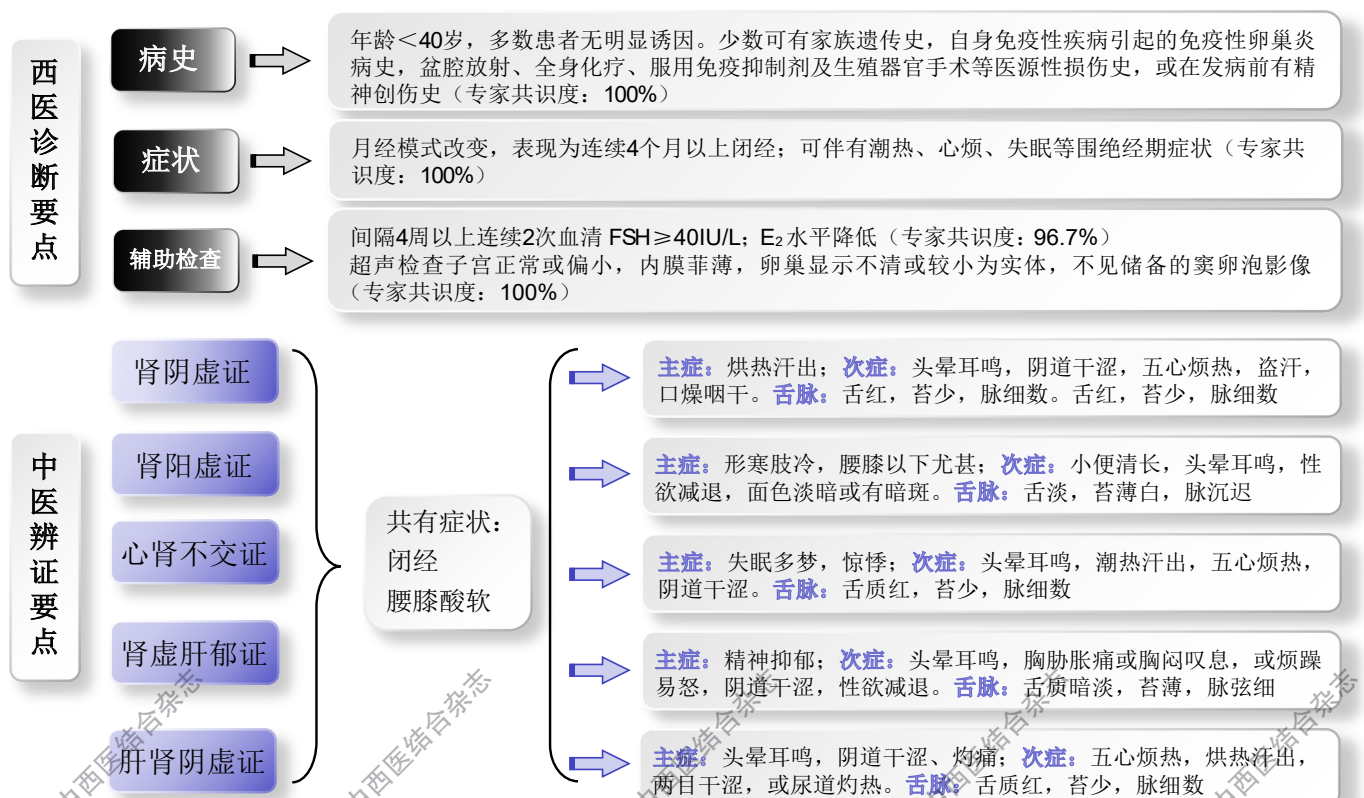 西医诊断要点
病史
年龄＜40岁，多数患者无明显诱因。少数可有家族遗传史，自身免疫性疾病引起的免疫性卵巢炎
病史，盆腔放射、全身化疗、服用免疫抑制剂及生殖器官手术等医源性损伤史，或在发病前有精
神创伤史（专家共识度：100%）
症状
月经模式改变，表现为连续4个月以上闭经；可伴有潮热、心烦、失眠等围绝经期症状（专家共
识度：100%）
辅助检查
间隔4周以上连续2次血清 FSH≥40IU/L；E₂水平降低（专家共识度：96.7%）
超声检查子宫正常或偏小，内膜菲薄，卵巢显示不清或较小为实体，不见储备的窦卵泡影像
（专家共识度：100%）
中医辨证要点
肾阴虚证
肾阳虚证
心肾不交证
肾虚肝郁证
肝肾阴虚证
共有症状：
闭经
腰膝酸软
主症：烘热汗出；次症：头晕耳鸣，阴道干涩，五心烦热，盗汗，
口燥咽干。舌脉：舌红，苔少，脉细数。舌红，苔少，脉细数
主症：形寒肢冷，腰膝以下尤甚；次症：小便清长，头晕耳鸣，性
欲减退，面色淡暗或有暗斑。舌脉：舌淡，苔薄白，脉沉迟
主症：失眠多梦，惊悸；次症：头晕耳鸣，潮热汗出，五心烦热，
阴道干涩。舌脉：舌质红，苔少，脉细数
主症：精神抑郁；次症：头晕耳鸣，胸胁胀痛或胸闷叹息，或烦躁
易怒，阴道干涩，性欲减退。舌脉：舌质暗淡，苔薄，脉弦细
主症：头晕耳鸣，阴道干涩、灼痛；次症：五心烦热，烘热汗出，
两目干涩，或尿道灼热。舌脉：舌质红，苔少，脉细数
中西医结合杂志
中西医结合杂志
中西医结合杂志
中西医结合杂志